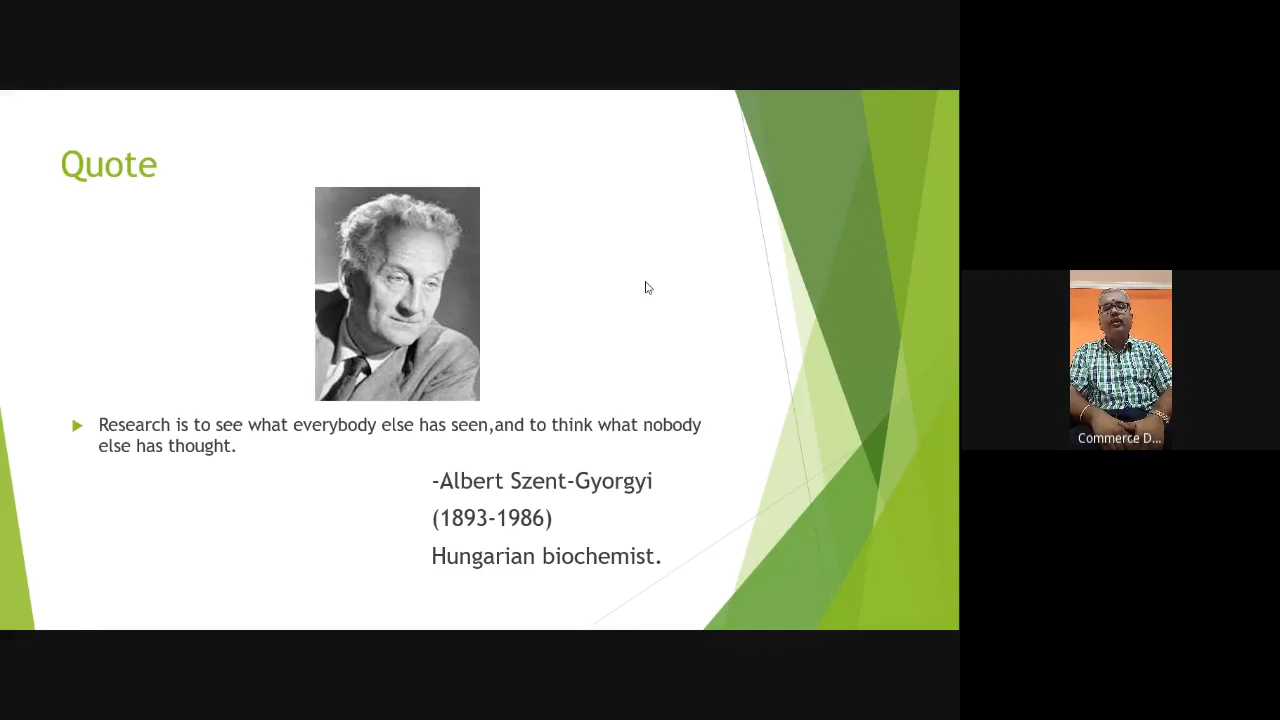 Quote
Research is to see what everybody else has seen,and to think what nobody
else has thought.
-Albert Szent-Gyorgyi
(1893-1986)
Hungarian biochemist.
Commerce D...